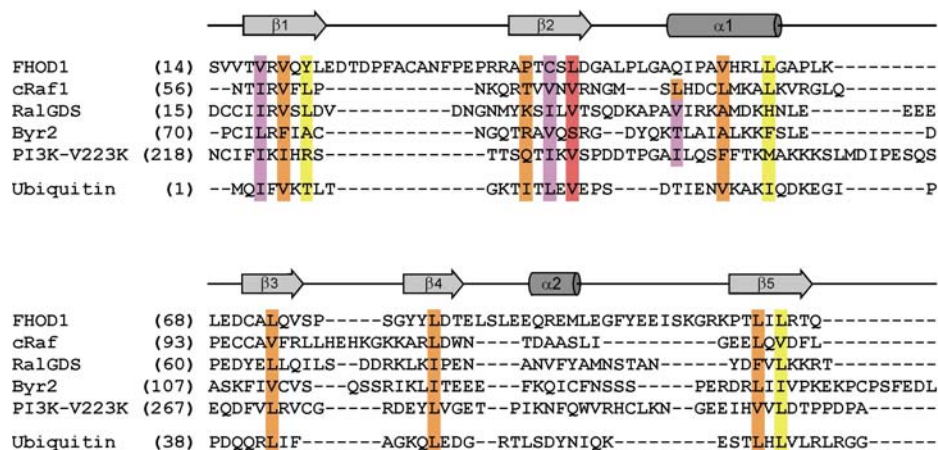 β1 β2 α1
FHOD1 (14) SVVTVRVQYLEDTDPFACANFPEPRRAPTCSLDGALPLGAQIPAVHRLLGAPLK---------
cRaf1 (56) --NTIRVFLP-------------NKQRTVVNVRNGM---SLHDCLMKALKVRGLQ--------
RalGDS (15) DCCIIRVSLDV----------DNGNMYKSILVTSQDKAPAVIRKAMDKHNLE--------EEE
Byr2 (70) -PCILRFIAC-------------NGQTRAVQSRG--DYQKTLAIALKKFSLE----------D
PI3K-V223K (218) NCIFIKIHRS--------------TTSQTIKVSPDDTPGAILQSFFTKMAKKKSLMDIPESQS
Ubiquitin (1) --MQIFVKTLT-------------GKTITLEVEPS----DTIENVKAKIQDKEGI-------P
β3 β4 α2 β5
FHOD1 (68) LEDCALQVSP-----SGYYLDTELSLEEQREMLEGFYEEISKGRKPTLILRTQ----------
cRaf (93) PECCAVFRLLHEHKGKKARLDWN----TDAASLI----------GEELQVDFL----------
RalGDS (60) PEDYELLQILS--DDRKLKIPEN----ANVFYAMNSTAN------YDFVLKKRT---------
Byr2 (107) ASKFIVCVS---QSSRIKLITEEE---FKQICFNSSS-----PERDRLIIVPKEKPCPSFEDL
PI3K-V223K (267) EQDFVLRVCG-----RDEYLVGET--PIKNFQWVRHCLKN--GEEIHVVLDTPPDPA------
Ubiquitin (38) PDQQRLIF-------AGKQLEDG--RTLSDYNIQK---------ESTLHLVLRLRGG------